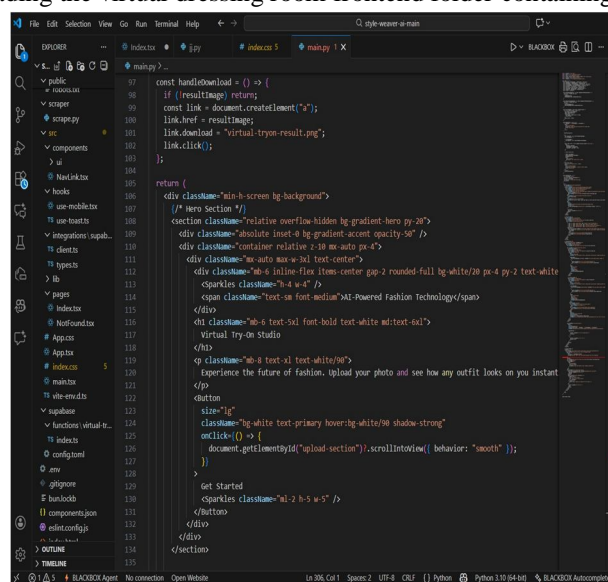 File Edit Selection View Go Run Terminal Help
style-weaver-ai-main
EXPLORER
Index.tsx
jj.py
index.css 5
main.py 1 X
BLACKBOX
main.py > ...
public
robots.txt
scraper
scrape.py
src
components
ui
NavLink.tsx
hooks
use-mobile.tsx
use-toast.ts
integrations\supab...
client.ts
types.ts
lib
pages
Index.tsx
NotFound.tsx
App.css
App.tsx
index.css 5
main.tsx
vite-env.d.ts
supabase
functions\virtual-tr...
index.ts
config.toml
.env
.gitignore
bun.lockb
components.json
eslint.config.js
OUTLINE
TIMELINE
97 const handleDownload = () => {
98 if (!resultImage) return;
99 const link = document.createElement("a");
100 link.href = resultImage;
101 link.download = "virtual-tryon-result.png";
102 link.click();
103 };
104
105 return (
106 <div className="min-h-screen bg-background">
107 {/* Hero Section */}
108 <section className="relative overflow-hidden bg-gradient-hero py-20">
109 <div className="absolute inset-0 bg-gradient-accent opacity-50" />
110 <div className="container relative z-10 mx-auto px-4">
111 <div className="mx-auto max-w-3xl text-center">
112 <div className="mb-6 inline-flex items-center gap-2 rounded-full bg-white/20 px-4 py-2 text-white
113 <Sparkles className="h-4 w-4" />
114 <span className="text-sm font-medium">AI-Powered Fashion Technology</span>
115 </div>
116 <h1 className="mb-6 text-5xl font-bold text-white md:text-6xl">
117 Virtual Try-On Studio
118 </h1>
119 <p className="mb-8 text-xl text-white/90">
120 Experience the future of fashion. Upload your photo and see how any outfit looks on you instant
121 </p>
122 <Button
123 size="lg"
124 className="bg-white text-primary hover:bg-white/90 shadow-strong"
125 onClick={() => {
126 document.getElementById("upload-section")?.scrollIntoView({ behavior: "smooth" });
127 }}
128 >
129 Get Started
130 <Sparkles className="ml-2 h-5 w-5" />
131 </Button>
132 </div>
133 </div>
134 </section>
135
1 5 BLACKBOX Agent No connection Open Website Ln 306, Col 1 Spaces: 2 UTF-8 CRLF {} Python Python 3.10 (64-bit) BLACKBOX Autocomplete